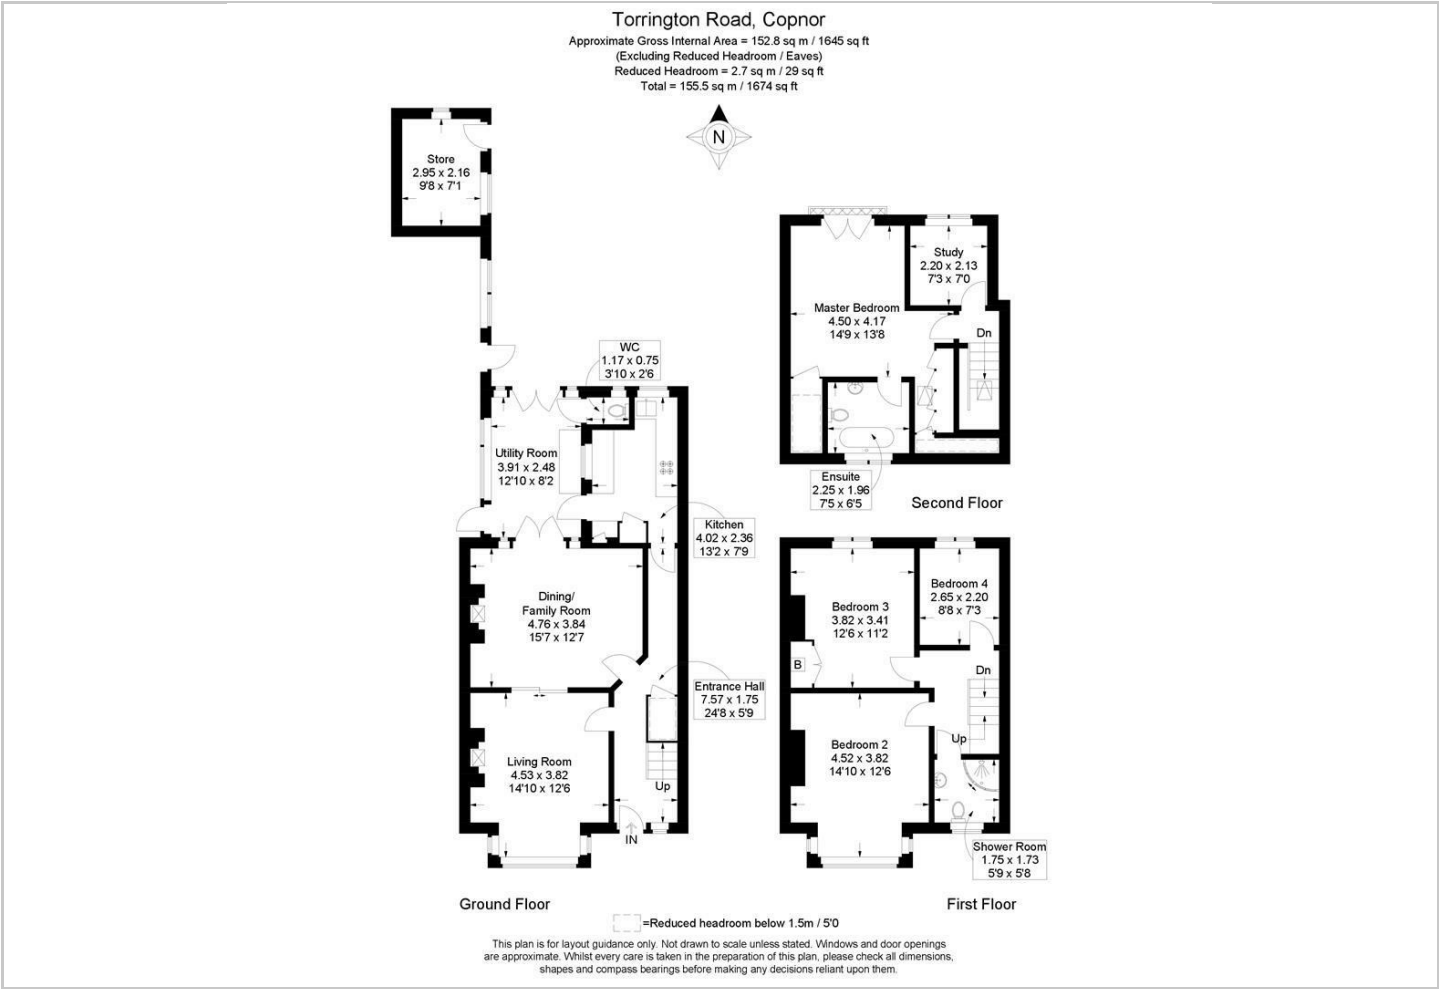 Torrington Road, Copnor
Approximate Gross Internal Area = 152.8 sq m / 1645 sq ft
(Excluding Reduced Headroom / Eaves)
Reduced Headroom = 2.7 sq m / 29 sq ft
Total = 155.5 sq m / 1674 sq ft
N
Store
2.95 x 2.16
9'8 x 7'1
WC
1.17 x 0.75
3'10 x 2'6
Utility Room
3.91 x 2.48
12'10 x 8'2
Kitchen
4.02 x 2.36
13'2 x 7'9
Dining/
Family Room
4.76 x 3.84
15'7 x 12'7
Entrance Hall
7.57 x 1.75
24'8 x 5'9
Living Room
4.53 x 3.82
14'10 x 12'6
Up
IN
Ground Floor
Study
2.20 x 2.13
7'3 x 7'0
Master Bedroom
4.50 x 4.17
14'9 x 13'8
Dn
Ensuite
2.25 x 1.96
7'5 x 6'5
Second Floor
Bedroom 4
2.65 x 2.20
8'8 x 7'3
Bedroom 3
3.82 x 3.41
12'6 x 11'2
B
Dn
Up
Bedroom 2
4.52 x 3.82
14'10 x 12'6
Shower Room
1.75 x 1.73
5'9 x 5'8
First Floor
=Reduced headroom below 1.5m / 5'0
This plan is for layout guidance only. Not drawn to scale unless stated. Windows and door openings
are approximate. Whilst every care is taken in the preparation of this plan, please check all dimensions,
shapes and compass bearings before making any decisions reliant upon them.